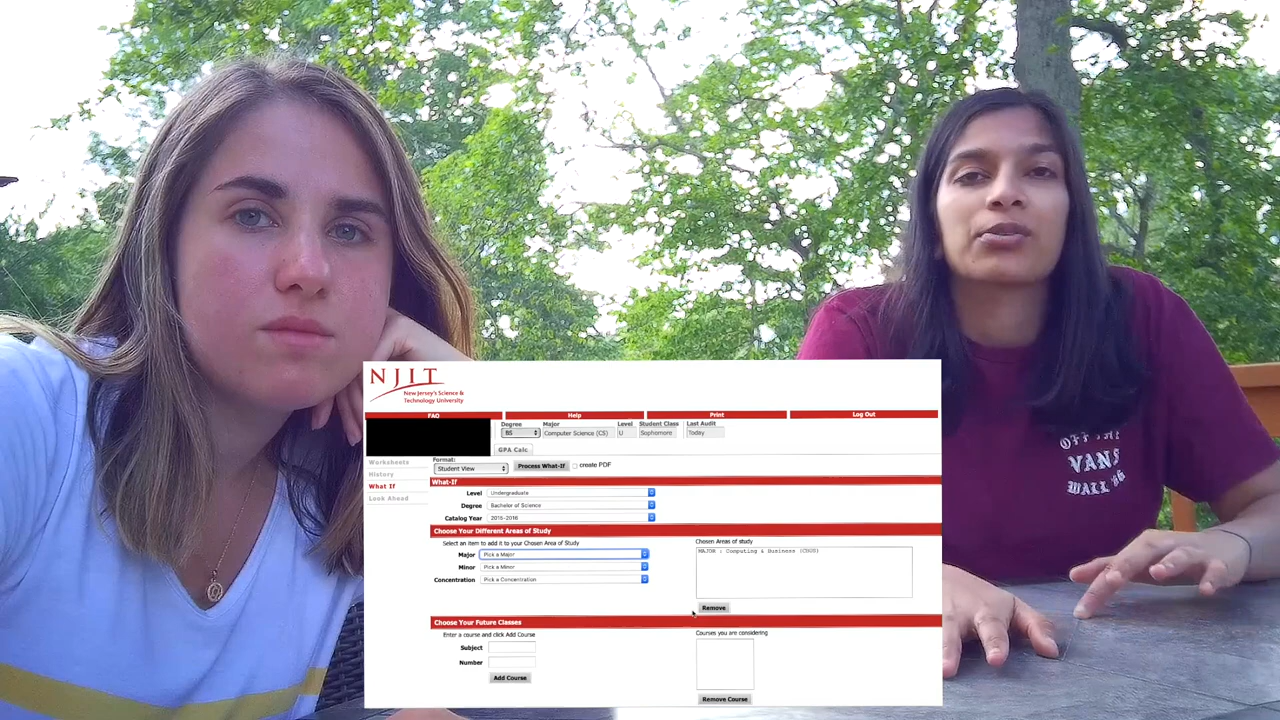 NJIT
New Jersey's Science &
Technology University
FAQ Help Print Log Out
Degree Major Level Student Class Last Audit
BS Computer Science (CS) U Sophomore Today
GPA Calc
Format:
Student View Process What-If create PDF
Worksheets
History
What If
Look Ahead
What-If
Level Undergraduate
Degree Bachelor of Science
Catalog Year 2015-2016
Choose Your Different Areas of Study
Select an item to add it to your Chosen Area of Study
Chosen Areas of study
Major Pick a Major
Minor Pick a Minor
Concentration Pick a Concentration
MAJOR : Computing & Business (CBUS)
Remove
Choose Your Future Classes
Enter a course and click Add Course
Courses you are considering
Subject
Number
Add Course
Remove Course
OFF THE